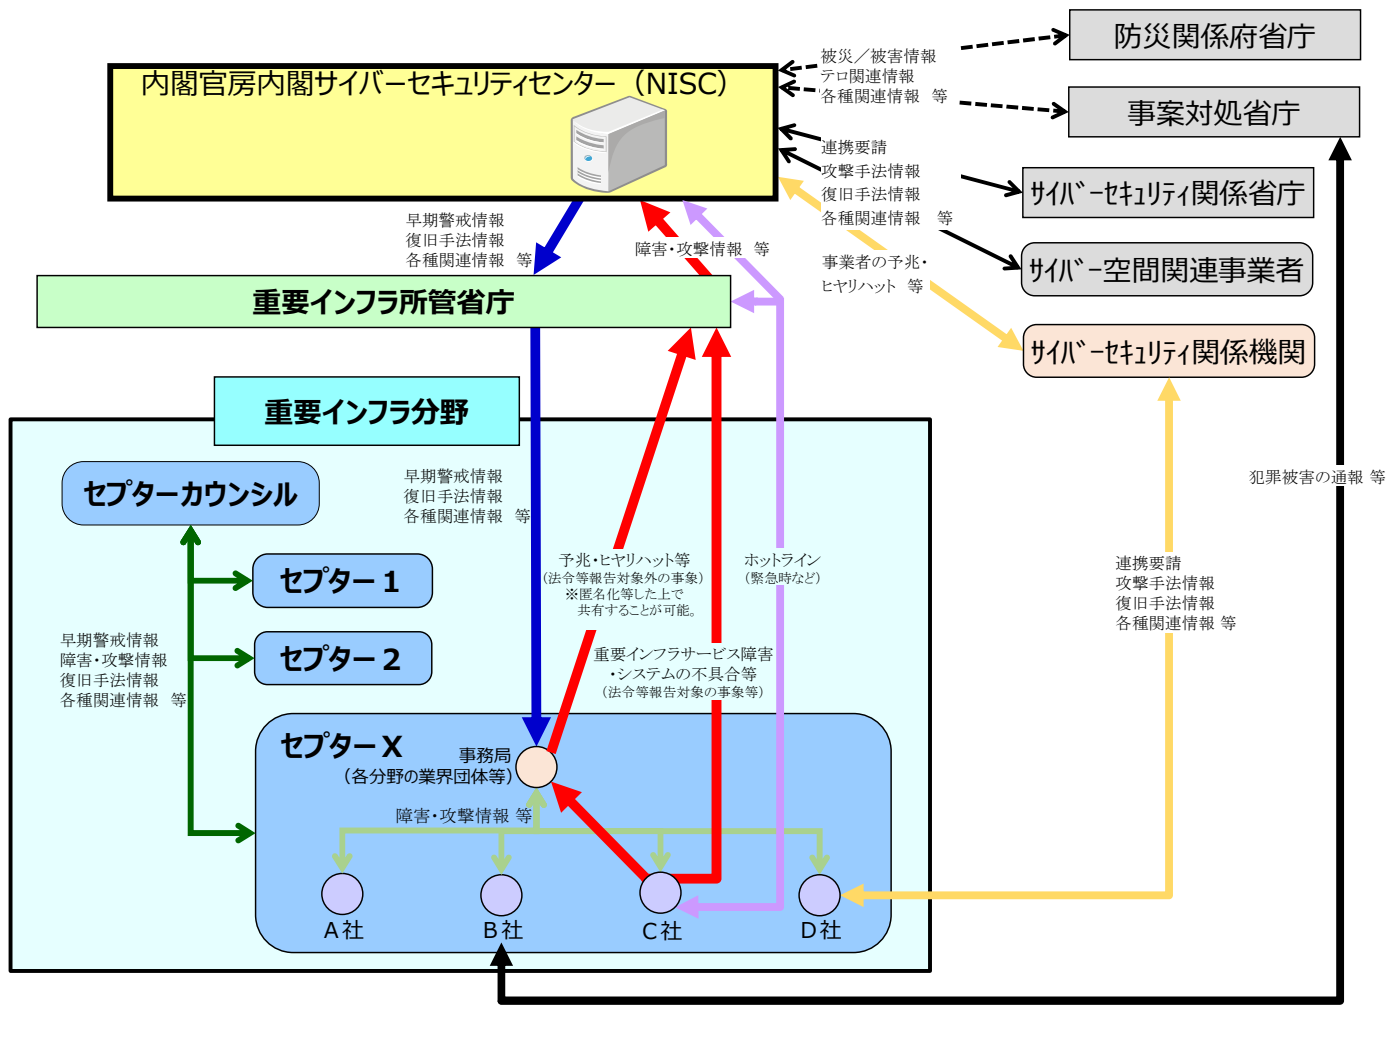 防災関係府省庁
被災／被害情報
テロ関連情報
各種関連情報　等
内閣官房内閣サイバーセキュリティセンター（NISC）
事案対処省庁
連携要請
攻撃手法情報
復旧手法情報
各種関連情報　等
ｻｲﾊﾞｰｾｷｭﾘﾃｨ関係省庁
早期警戒情報
復旧手法情報
各種関連情報　等
障害・攻撃情報　等
事業者の予兆・
ヒヤリハット　等
ｻｲﾊﾞｰ空間関連事業者
重要インフラ所管省庁
ｻｲﾊﾞｰｾｷｭﾘﾃｨ関係機関
重要インフラ分野
セプターカウンシル
早期警戒情報
復旧手法情報
各種関連情報　等
犯罪被害の通報 等
予兆・ヒヤリハット等
（法令等報告対象外の事象）
※匿名化等した上で
共有することが可能。
ホットライン
（緊急時など）
セプター１
連携要請
攻撃手法情報
復旧手法情報
各種関連情報 等
早期警戒情報
障害・攻撃情報
復旧手法情報
各種関連情報　等
セプター２
重要インフラサービス障害
・システムの不具合等
（法令等報告対象の事象等）
セプターＸ
事務局
（各分野の業界団体等）
障害・攻撃情報 等
Ａ社
Ｂ社
Ｃ社
Ｄ社